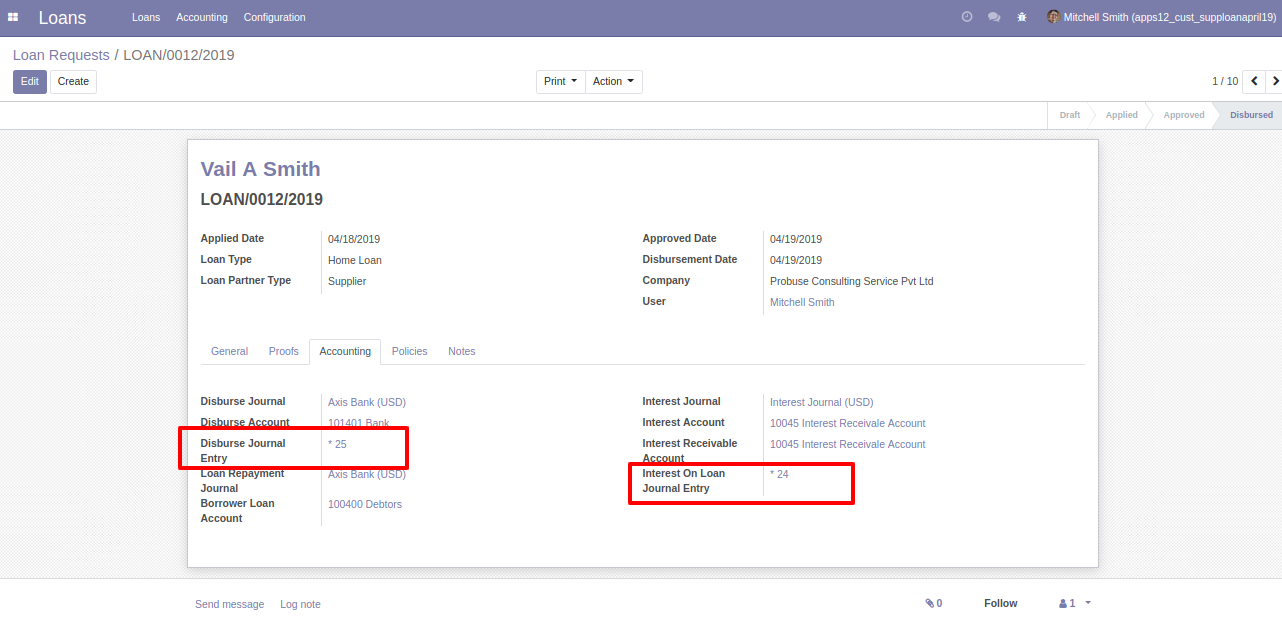 Loans Loans Accounting Configuration Mitchell Smith (apps12_cust_supploanapril19)
Loan Requests / LOAN/0012/2019
Edit Create Print Action 1 / 10
Draft Applied Approved Disbursed
Vail A Smith
LOAN/0012/2019
Applied Date 04/18/2019
Loan Type Home Loan
Loan Partner Type Supplier
Approved Date 04/19/2019
Disbursement Date 04/19/2019
Company Probuse Consulting Service Pvt Ltd
User Mitchell Smith
General Proofs Accounting Policies Notes
Disburse Journal Axis Bank (USD)
Disburse Account 101401 Bank
Disburse Journal * 25
Entry
Loan Repayment Axis Bank (USD)
Journal
Borrower Loan 100400 Debtors
Account
Interest Journal Interest Journal (USD)
Interest Account 10045 Interest Receivale Account
Interest Receivable 10045 Interest Receivale Account
Account
Interest On Loan * 24
Journal Entry
Send message Log note 0 Follow 1